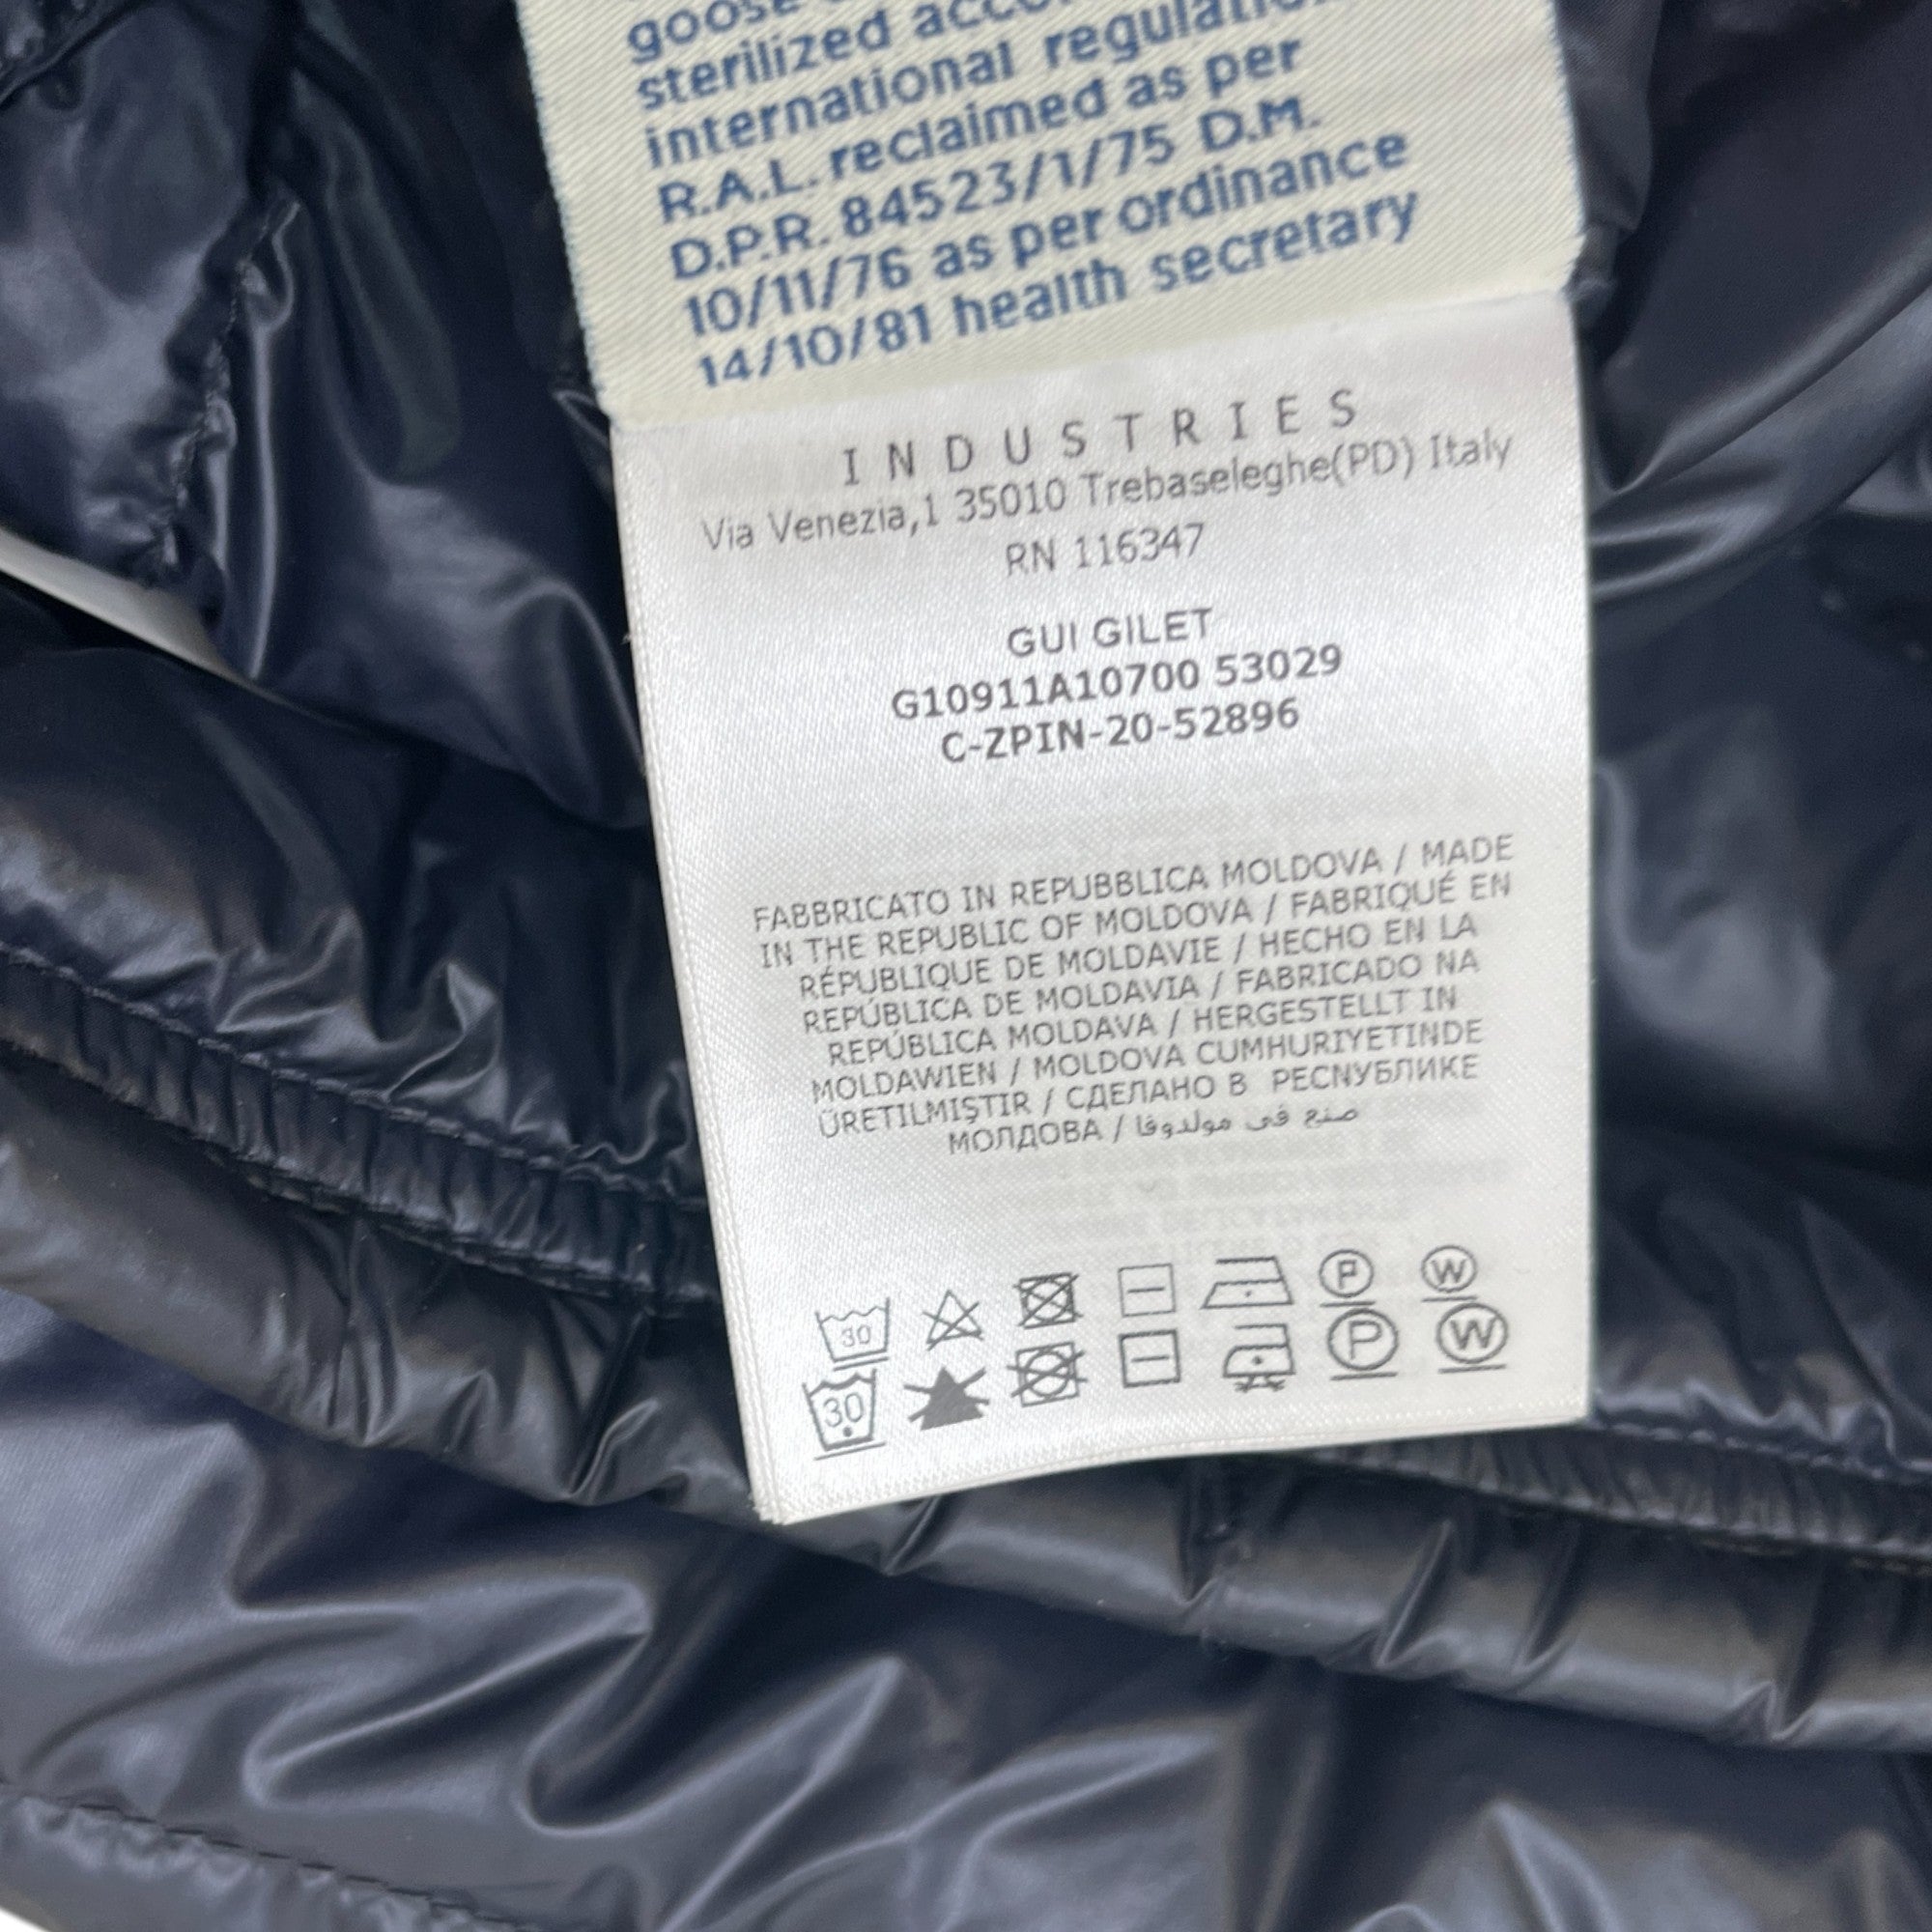 goose
sterilized
international regulation
R.A.L. reclaimed as per
D.P.R. 84523/1/75 D.M.
10/11/76 as per ordinance
14/10/81 health secretary
INDUSTRIES
Via Venezia,1 35010 Trebaseleghe(PD) Italy
RN 116347
GUI GILET
G10911A10700 53029
C-ZPIN-20-52896
FABBRICATO IN REPUBBLICA MOLDOVA / MADE
IN THE REPUBLIC OF MOLDOVA / FABRIQUÉ EN
RÉPUBLIQUE DE MOLDAVIE / HECHO EN LA
REPÚBLICA DE MOLDAVIA / FABRICADO NA
REPÚBLICA MOLDAVA / HERGESTELLT IN
MOLDAWIEN / MOLDOVA CUMHURIYETINDE
ÜRETILMIŞTIR / СДЕЛАНО В РЕСПУБЛИКЕ
МОЛДОВА / صنع في مولدوفا
30 P W
30 P W